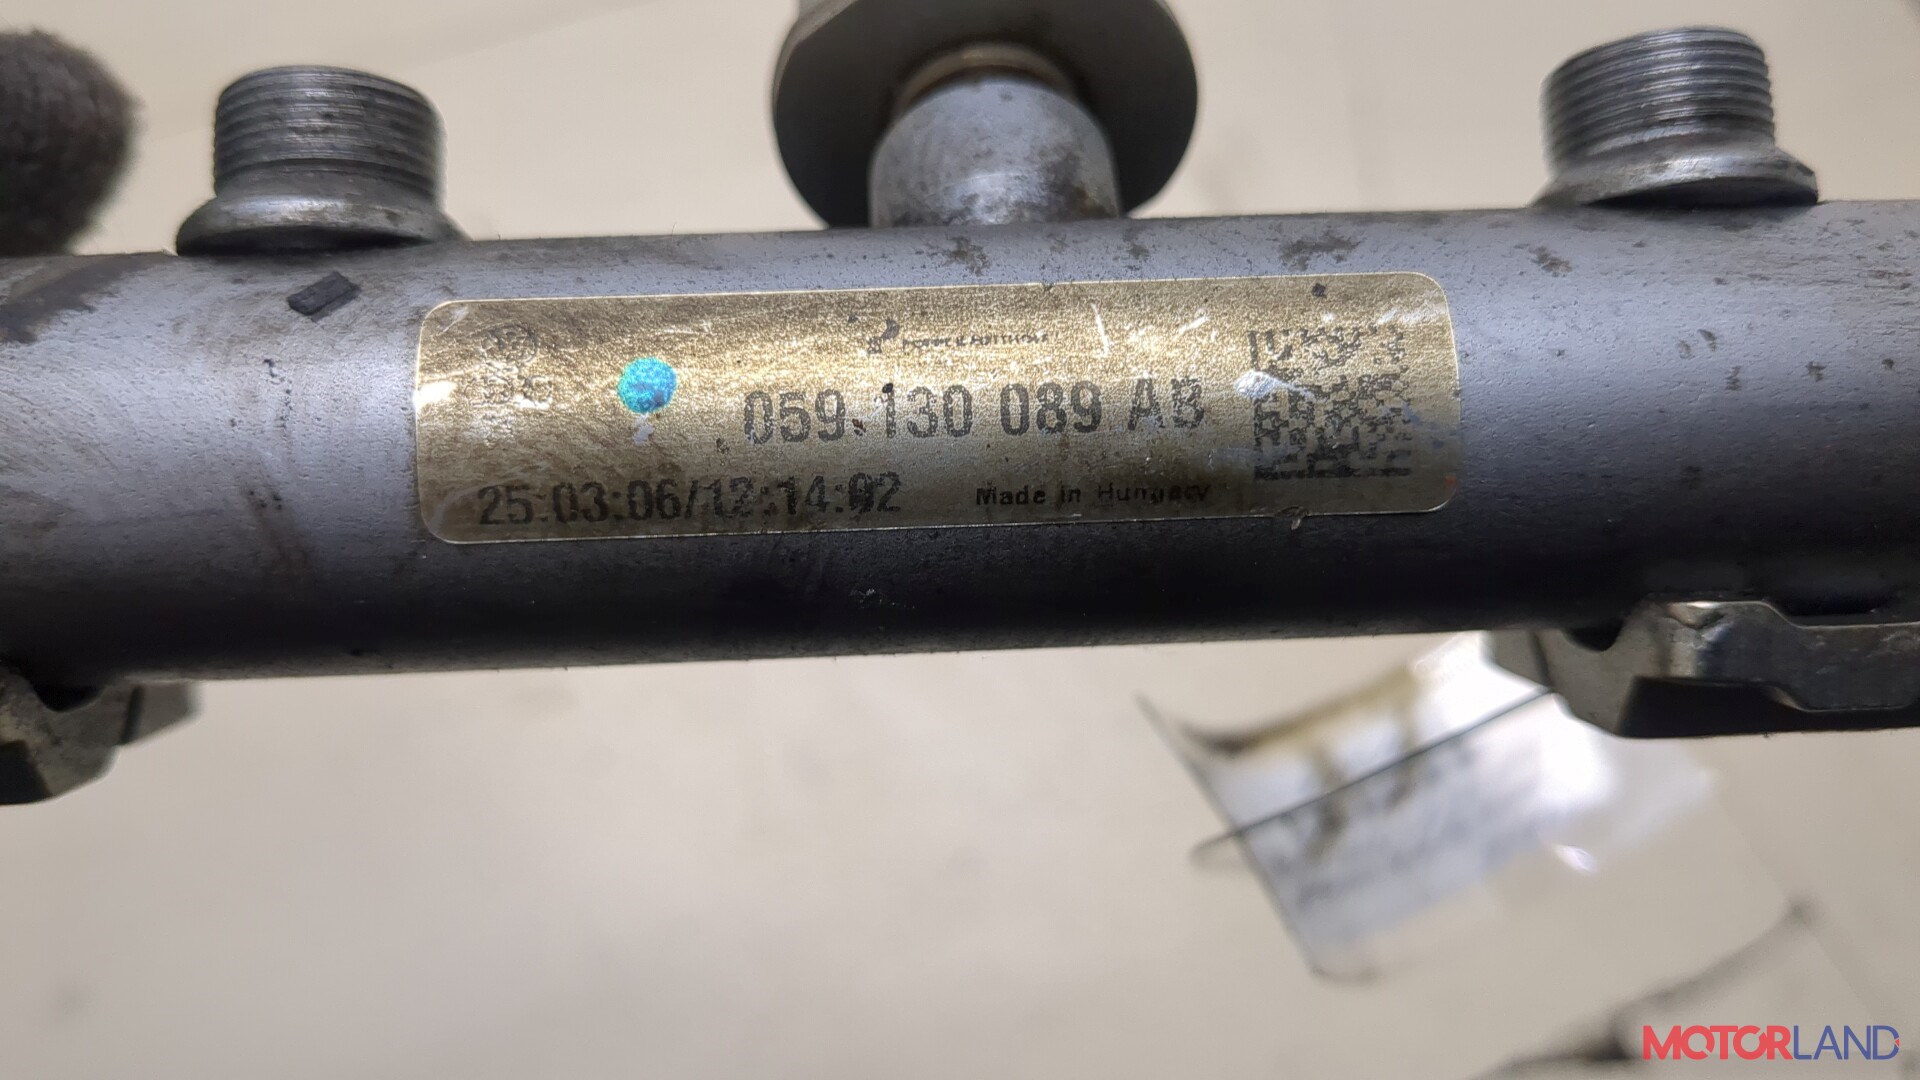 059 130 089 AB
25:03:06/12:14:02
Made in Hungary
MOTORLAND